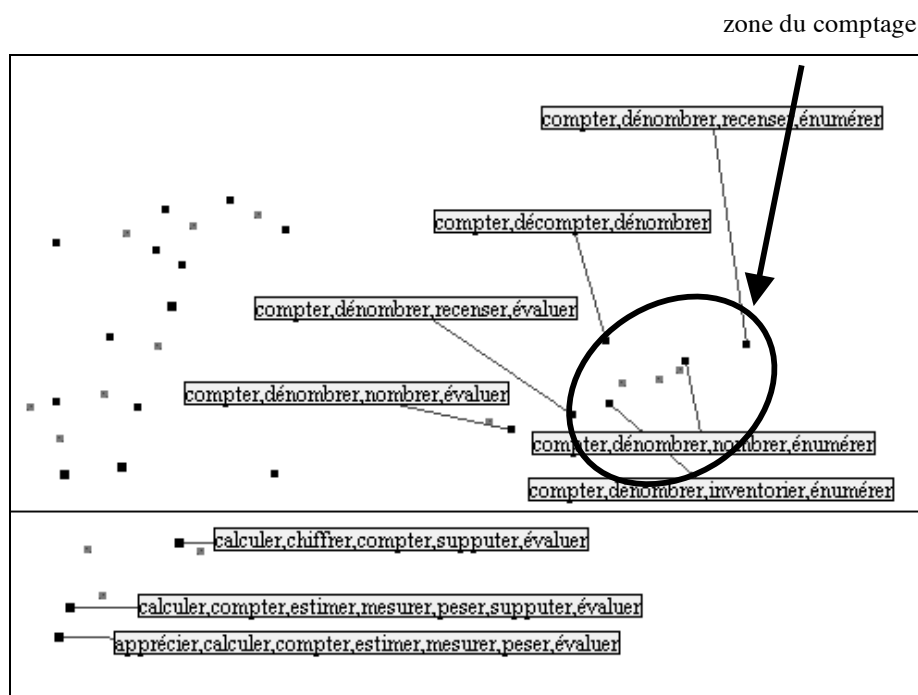 zone du comptage
compter,dénombrer,recenser,énumérer
compter,décompter,dénombrer
compter,dénombrer,recenser,évaluer
compter,dénombrer,nombrer,évaluer
compter,dénombrer,nombrer,énumérer
compter,dénombrer,inventorier,énumérer
calculer,chiffrer,compter,supputer,évaluer
calculer,compter,estimer,mesurer,peser,supputer,évaluer
apprécier,calculer,compter,estimer,mesurer,peser,évaluer